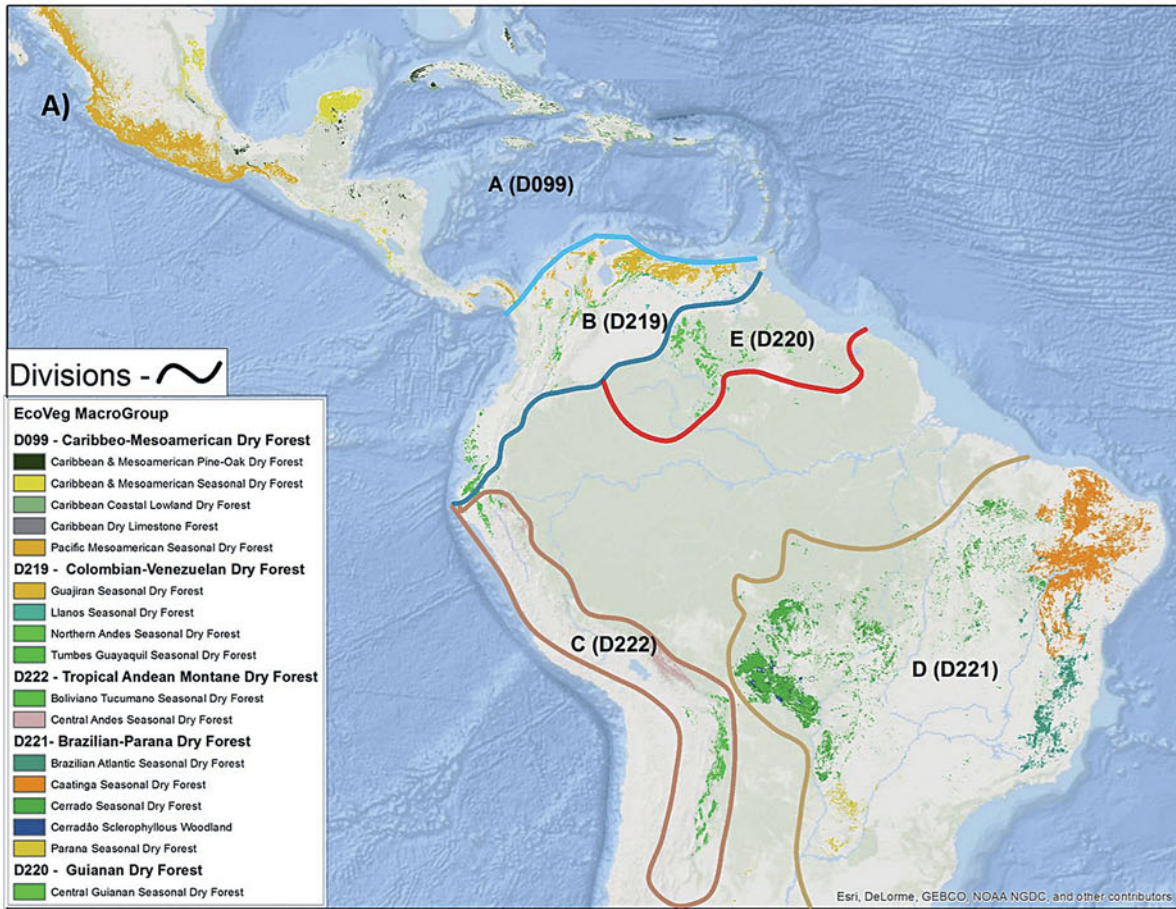 A)
A (D099)
B (D219)
E (D220)
C (D222)
D (D221)
Divisions -
EcoVeg MacroGroup
D099 - Caribbeo-Mesoamerican Dry Forest
Caribbean & Mesoamerican Pine-Oak Dry Forest
Caribbean & Mesoamerican Seasonal Dry Forest
Caribbean Coastal Lowland Dry Forest
Caribbean Dry Limestone Forest
Pacific Mesoamerican Seasonal Dry Forest
D219 - Colombian-Venezuelan Dry Forest
Guajiran Seasonal Dry Forest
Llanos Seasonal Dry Forest
Northern Andes Seasonal Dry Forest
Tumbes Guayaquil Seasonal Dry Forest
D222 - Tropical Andean Montane Dry Forest
Boliviano Tucumano Seasonal Dry Forest
Central Andes Seasonal Dry Forest
D221- Brazilian-Parana Dry Forest
Brazilian Atlantic Seasonal Dry Forest
Caatinga Seasonal Dry Forest
Cerrado Seasonal Dry Forest
Cerradão Sclerophyllous Woodland
Parana Seasonal Dry Forest
D220 - Guianan Dry Forest
Central Guianan Seasonal Dry Forest
Esri, DeLorme, GEBCO, NOAA NGDC, and other contributors